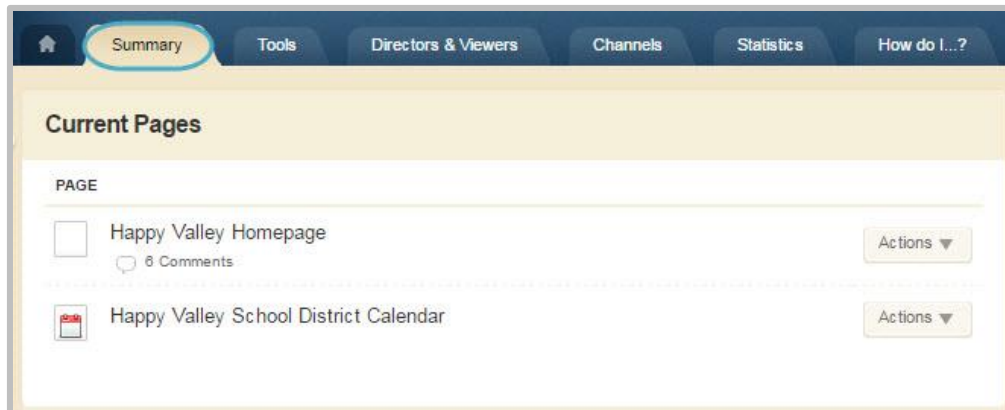 Summary Tools Directors & Viewers Channels Statistics How do I...?
Current Pages
PAGE
Happy Valley Homepage
6 Comments
Actions
Happy Valley School District Calendar
Actions